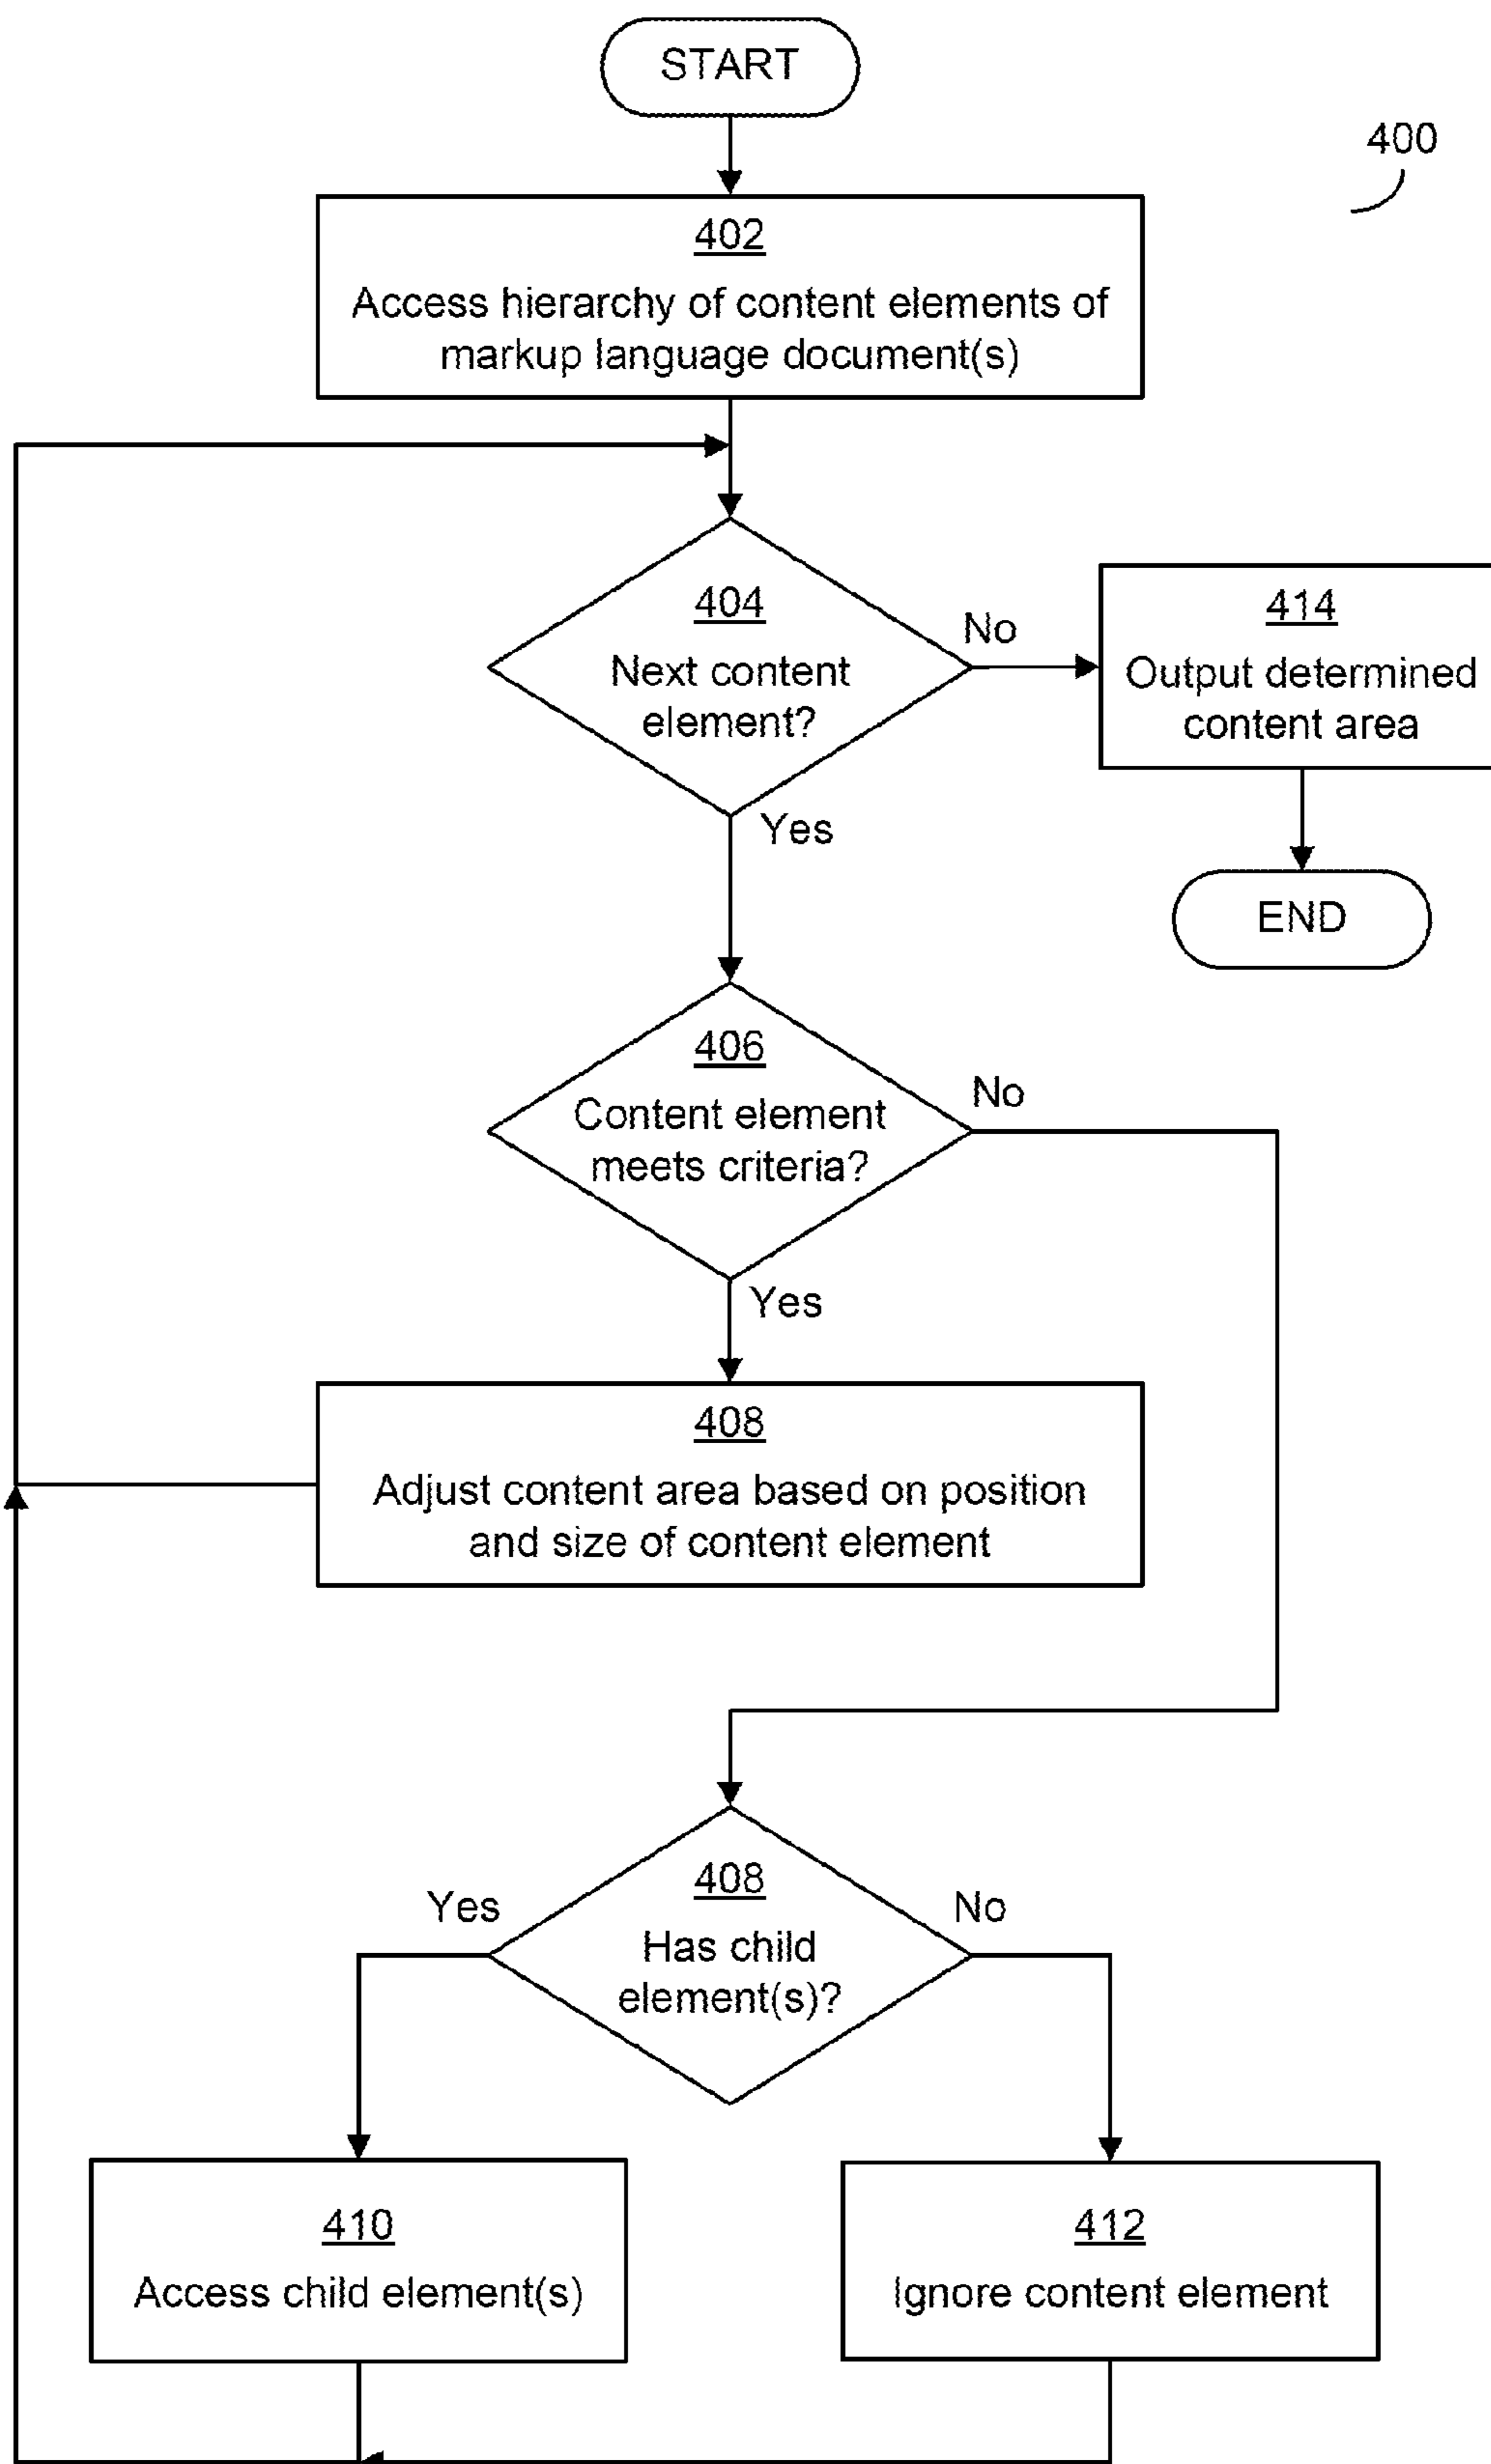 START
400
402
Access hierarchy of content elements of
markup language document(s)
404
Next content
element?
No
414
Output determined
content area
Yes
END
406
Content element
meets criteria?
No
Yes
408
Adjust content area based on position
and size of content element
408
Has child
element(s)?
Yes
No
410
Access child element(s)
412
Ignore content element